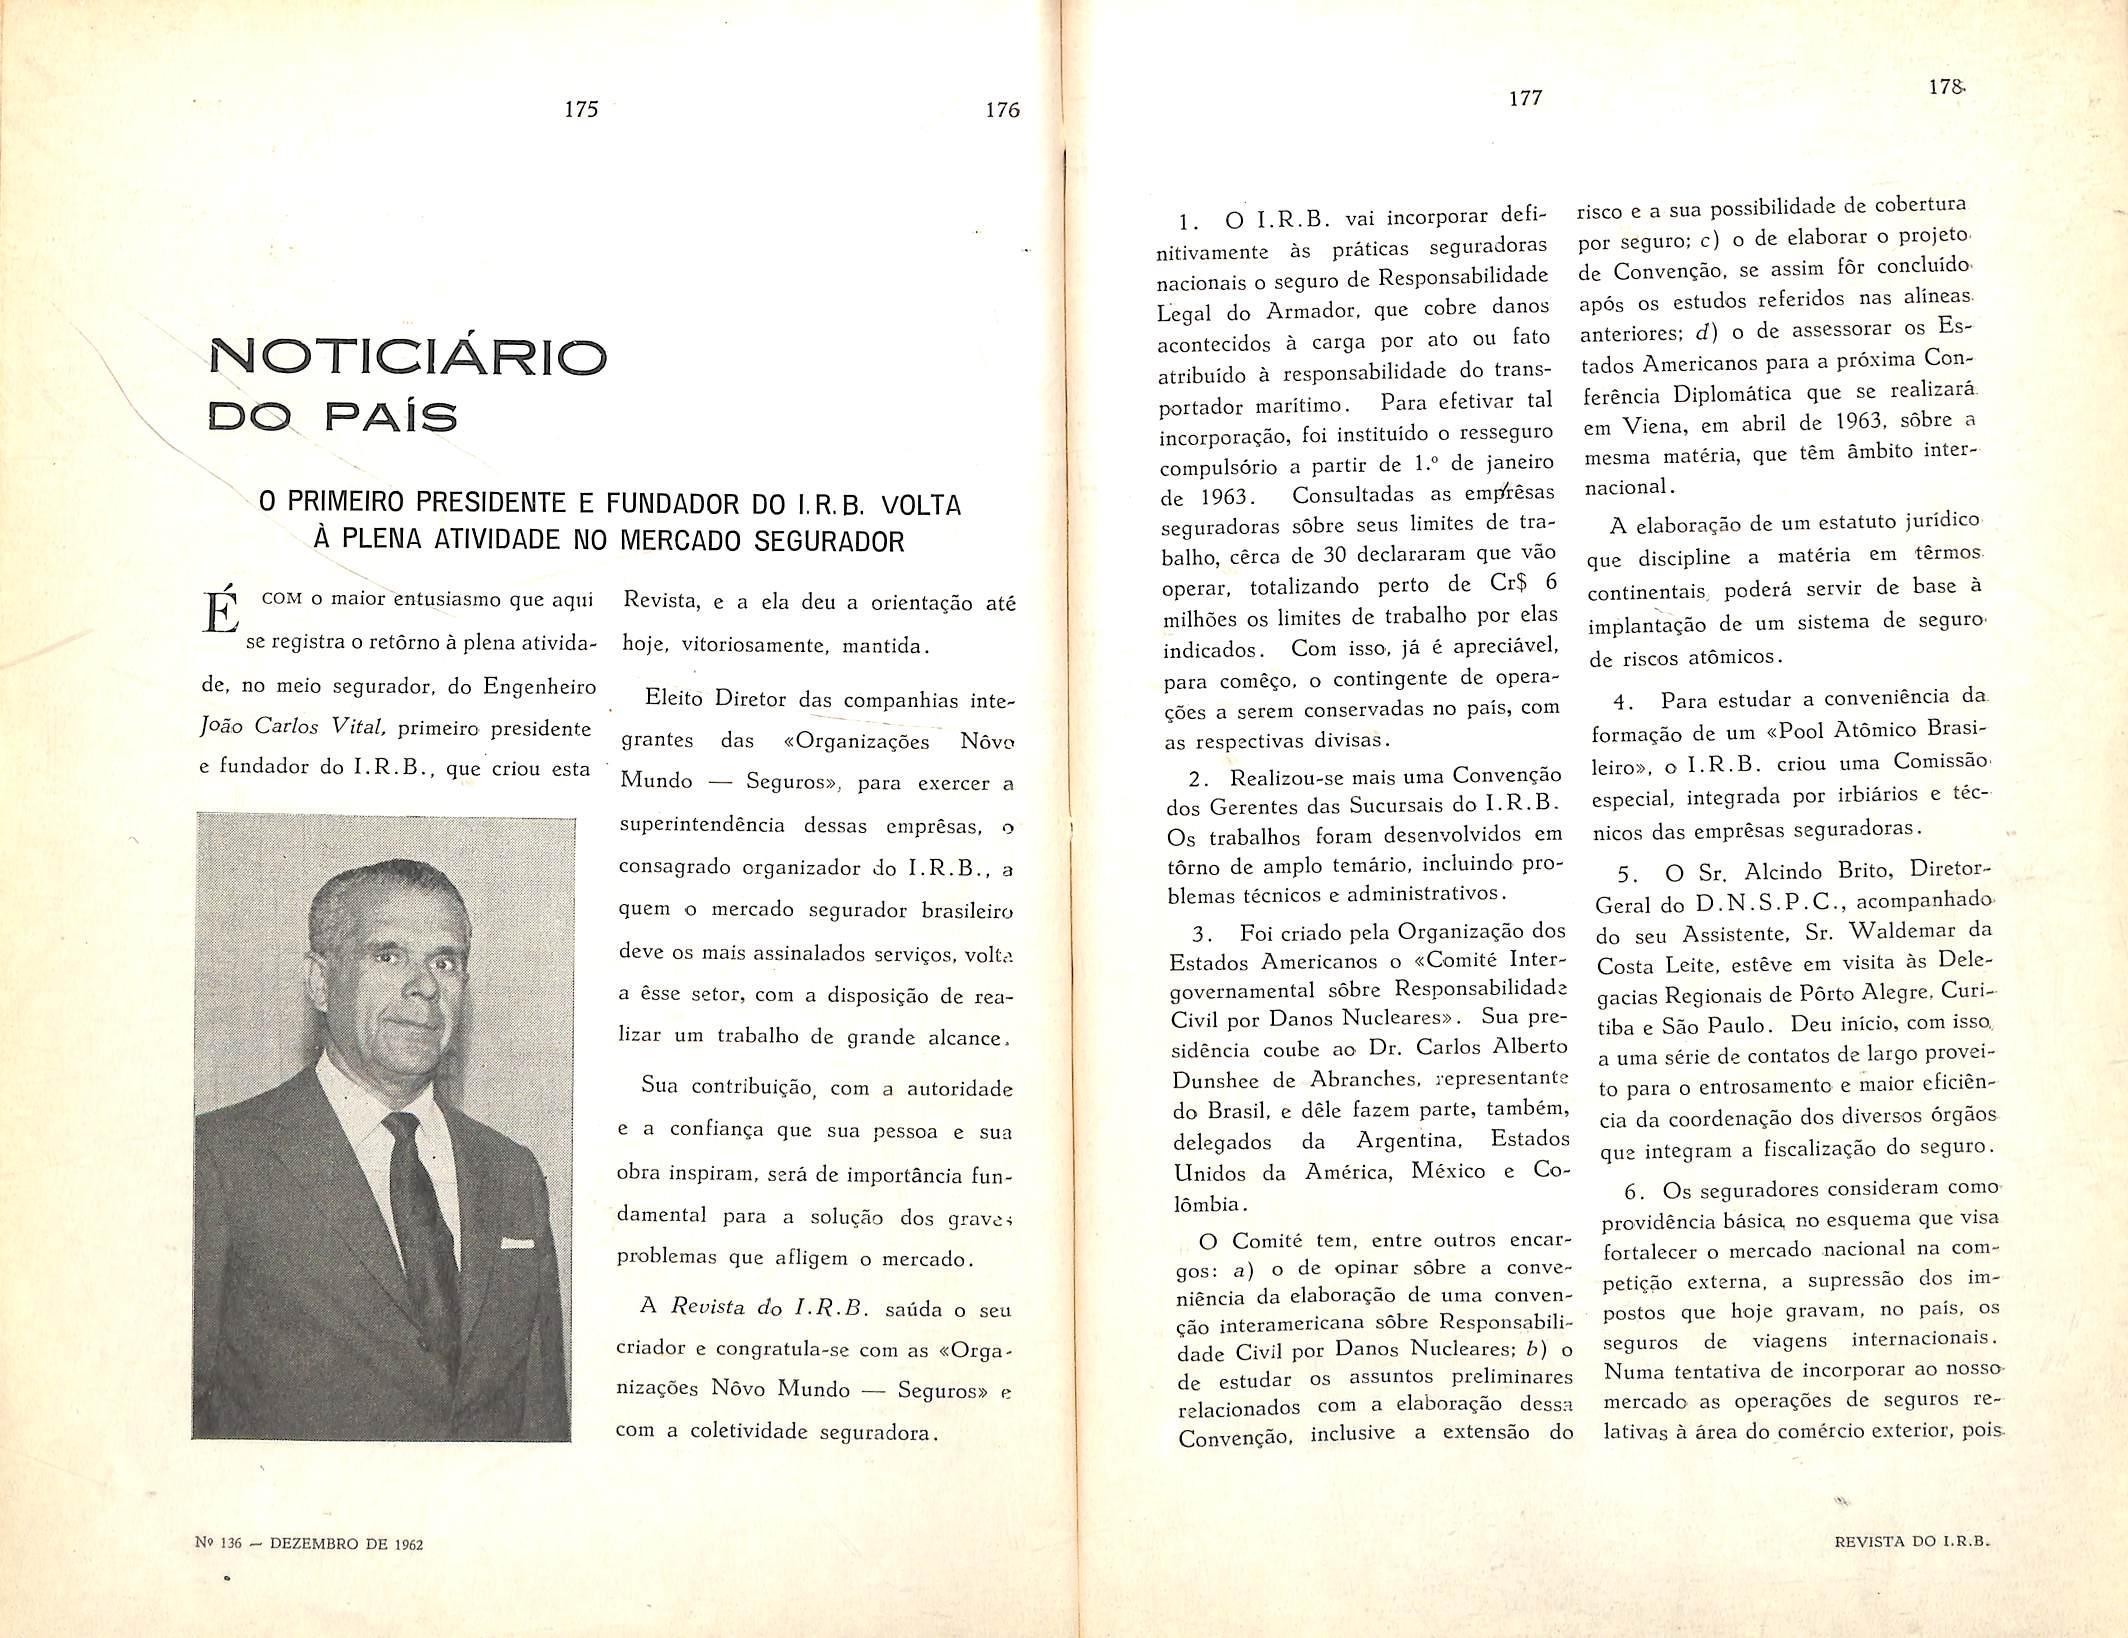 175
176
NOTICIÁRIO
DO PAÍS
O PRIMEIRO PRESIDENTE E FUNDADOR DO I.R.B. VOLTA
À PLENA ATIVIDADE NO MERCADO SEGURADOR
É COM o maior entusiasmo que aqui
se registra o retôrno à plena ativida-
de, no meio segurador, do Engenheiro
João Carlos Vital, primeiro presidente
e fundador do I.R.B., que criou esta
Revista, e a ela deu a orientação até
hoje, vitoriosamente, mantida.
Eleito Diretor das companhias inte-
grantes das «Organizações Nôvo
Mundo — Seguros», para exercer a
superintendência dessas emprêsas, o
consagrado organizador do I.R.B., a
quem o mercado segurador brasileiro
deve os mais assinalados serviços, volta
a êsse setor, com a disposição de rea-
lizar um trabalho de grande alcance.
Sua contribuição, com a autoridade
e a confiança que sua pessoa e sua
obra inspiram, será de importância fun-
damental para a solução dos graves
problemas que afligem o mercado.
A Revista do I.R.B. saúda o seu
criador e congratula-se com as «Orga-
nizações Nôvo Mundo — Seguros» e
com a coletividade seguradora.
Nº 136 — DEZEMBRO DE 1962
177
178
1. O I.R.B. vai incorporar defi-
nitivamente às práticas seguradoras
nacionais o seguro de Responsabilidade
Legal do Armador, que cobre danos
acontecidos à carga por ato ou fato
atribuído à responsabilidade do trans-
portador marítimo. Para efetivar tal
incorporação, foi instituído o resseguro
compulsório a partir de 1.º de janeiro
de 1963. Consultadas as emprêsas
seguradoras sôbre seus limites de tra-
balho, cêrca de 30 declararam que vão
operar, totalizando perto de Cr$ 6
milhões os limites de trabalho por elas
indicados. Com isso, já é apreciável,
para comêço, o contingente de opera-
ções a serem conservadas no país, com
as respectivas divisas.
2. Realizou-se mais uma Convenção
dos Gerentes das Sucursais do I.R.B.
Os trabalhos foram desenvolvidos em
tôrno de amplo temário, incluindo pro-
blemas técnicos e administrativos.
3. Foi criado pela Organização dos
Estados Americanos o «Comité Inter-
governamental sôbre Responsabilidade
Civil por Danos Nucleares». Sua pre-
sidência coube ao Dr. Carlos Alberto
Dunshee de Abranches, representante
do Brasil, e dêle fazem parte, também,
delegados da Argentina, Estados
Unidos da América, México e Co-
lômbia.
O Comité tem, entre outros encar-
gos: a) o de opinar sôbre a conve-
niência da elaboração de uma conven-
ção interamericana sôbre Responsabili-
dade Civil por Danos Nucleares; b) o
de estudar os assuntos preliminares
relacionados com a elaboração dessa
Convenção, inclusive a extensão do
risco e a sua possibilidade de cobertura
por seguro; c) o de elaborar o projeto
de Convenção, se assim fôr concluído
após os estudos referidos nas alíneas
anteriores; d) o de assessorar os Es-
tados Americanos para a próxima Con-
ferência Diplomática que se realizará
em Viena, em abril de 1963, sôbre a
mesma matéria, que têm âmbito inter-
nacional.
A elaboração de um estatuto jurídico
que discipline a matéria em têrmos
continentais, poderá servir de base à
implantação de um sistema de seguro
de riscos atômicos.
4. Para estudar a conveniência da
formação de um «Pool Atômico Brasi-
leiro», o I.R.B. criou uma Comissão
especial, integrada por irbiários e téc-
nicos das emprêsas seguradoras.
5. O Sr. Alcindo Brito, Diretor-
Geral do D.N.S.P.C., acompanhado
do seu Assistente, Sr. Waldemar da
Costa Leite, estêve em visita às Dele-
gacias Regionais de Pôrto Alegre, Curi-
tiba e São Paulo. Deu início, com isso,
a uma série de contatos de largo provei-
to para o entrosamento e maior eficiên-
cia da coordenação dos diversos órgãos
que integram a fiscalização do seguro.
6. Os seguradores consideram como
providência básica, no esquema que visa
fortalecer o mercado nacional na com-
petição externa, a supressão dos im-
postos que hoje gravam, no país, os
seguros de viagens internacionais.
Numa tentativa de incorporar ao nosso
mercado as operações de seguros re-
lativas à área do comércio exterior, pois
REVISTA DO I.R.B.